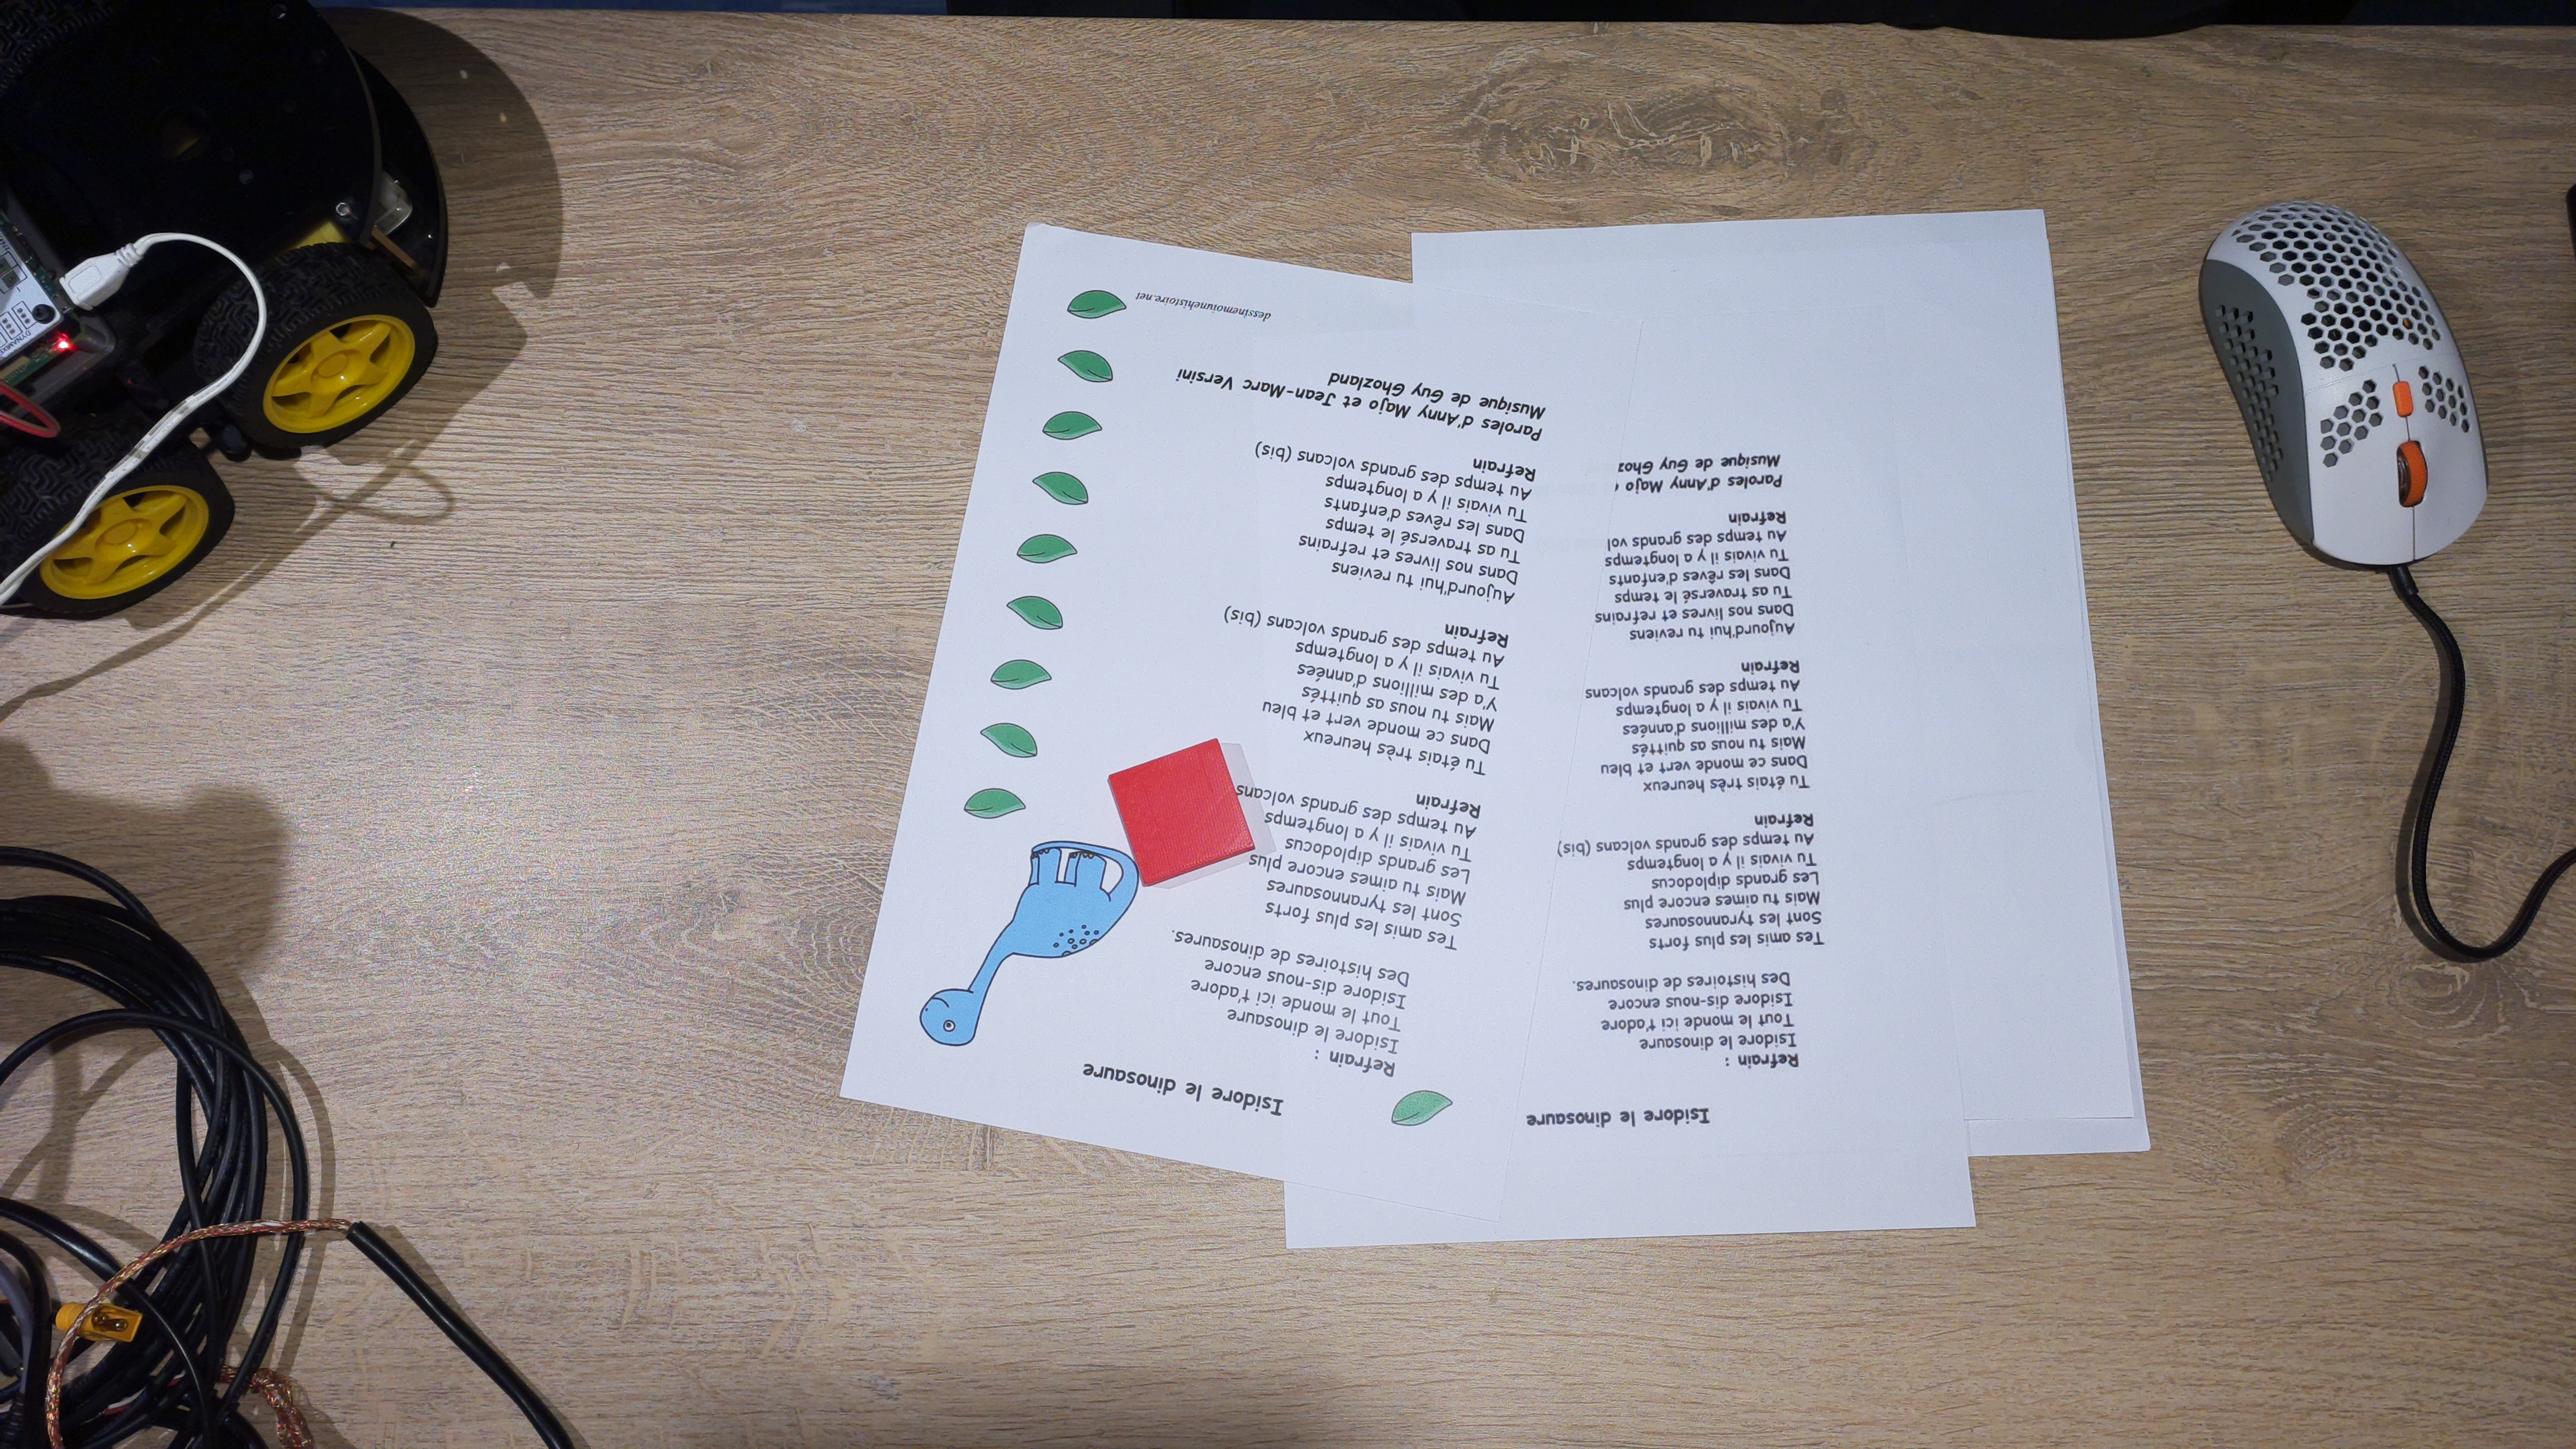 Isidore le dinosaure
Refrain :
Isidore le dinosaure
Tout le monde ici t'adore
Isidore dis-nous encore
Des histoires de dinosaures.
Tes amis les plus forts
Sont les tyrannosaures
Mais tu aimes encore plus
Les grands diplodocus
Tu vivais il y a longtemps
Au temps des grands volcans
Refrain
Tu étais très heureux
Dans ce monde vert et bleu
Mais tu nous as quittés
Y'a des millions d'années
Tu vivais il y a longtemps
Au temps des grands volcans (bis)
Refrain
Aujourd'hui tu reviens
Dans nos livres et refrains
Tu as traversé le temps
Dans les rêves d'enfants
Tu vivais il y a longtemps
Au temps des grands volcans (bis)
Refrain
Paroles d'Anny Majo et Jean-Marc Versini
Musique de Guy Ghozland
dessinemoiunehistoire.net
Isidore le dinosaure
Refrain :
Isidore le dinosaure
Tout le monde ici t'adore
Isidore dis-nous encore
Des histoires de dinosaures.
Tes amis les plus forts
Sont les tyrannosaures
Mais tu aimes encore plus
Les grands diplodocus
Tu vivais il y a longtemps
Au temps des grands volcans (bis)
Refrain
Tu étais très heureux
Dans ce monde vert et bleu
Mais tu nous as quittés
Y'a des millions d'années
Tu vivais il y a longtemps
Au temps des grands volcans
Refrain
Aujourd'hui tu reviens
Dans nos livres et refrains
Tu as traversé le temps
Dans les rêves d'enfants
Tu vivais il y a longtemps
Au temps des grands vol
Refrain
Paroles d'Anny Majo
Musique de Guy Ghoz